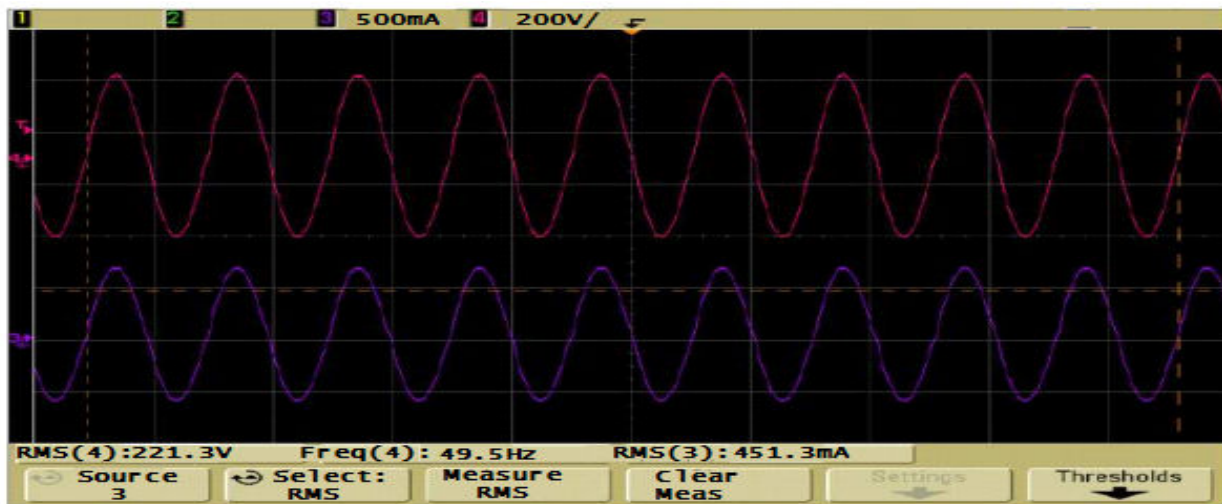 1 2 3 500mA 4 200V/
T
4
3
RMS(4):221.3V Freq(4): 49.5Hz RMS(3):451.3mA
Source Select: Measure Clear Settings Thresholds
3 RMS RMS Meas